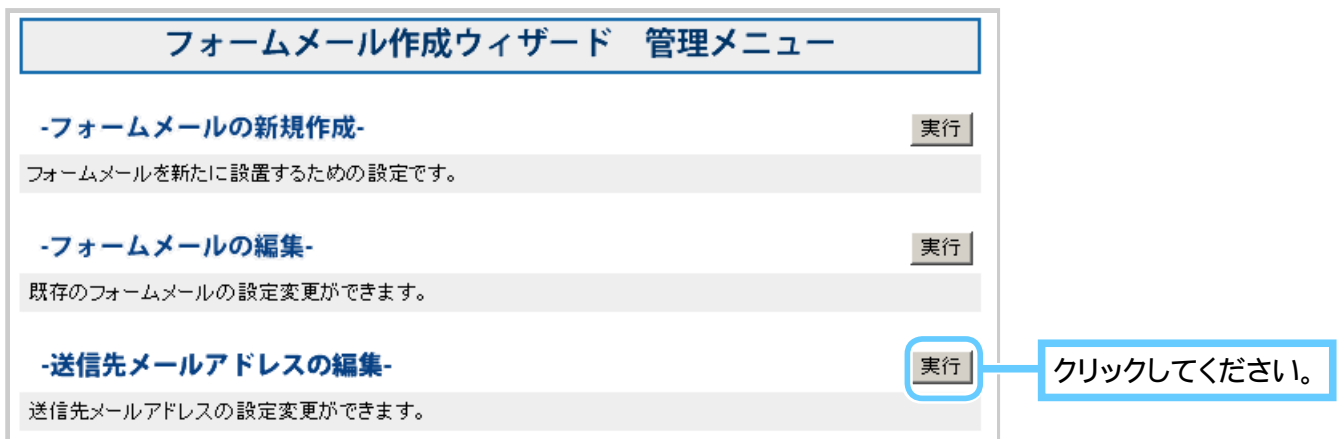 フォームメール作成ウィザード　管理メニュー
-フォームメールの新規作成-
実行
フォームメールを新たに設置するための設定です。
-フォームメールの編集-
実行
既存のフォームメールの設定変更ができます。
-送信先メールアドレスの編集-
実行
クリックしてください。
送信先メールアドレスの設定変更ができます。